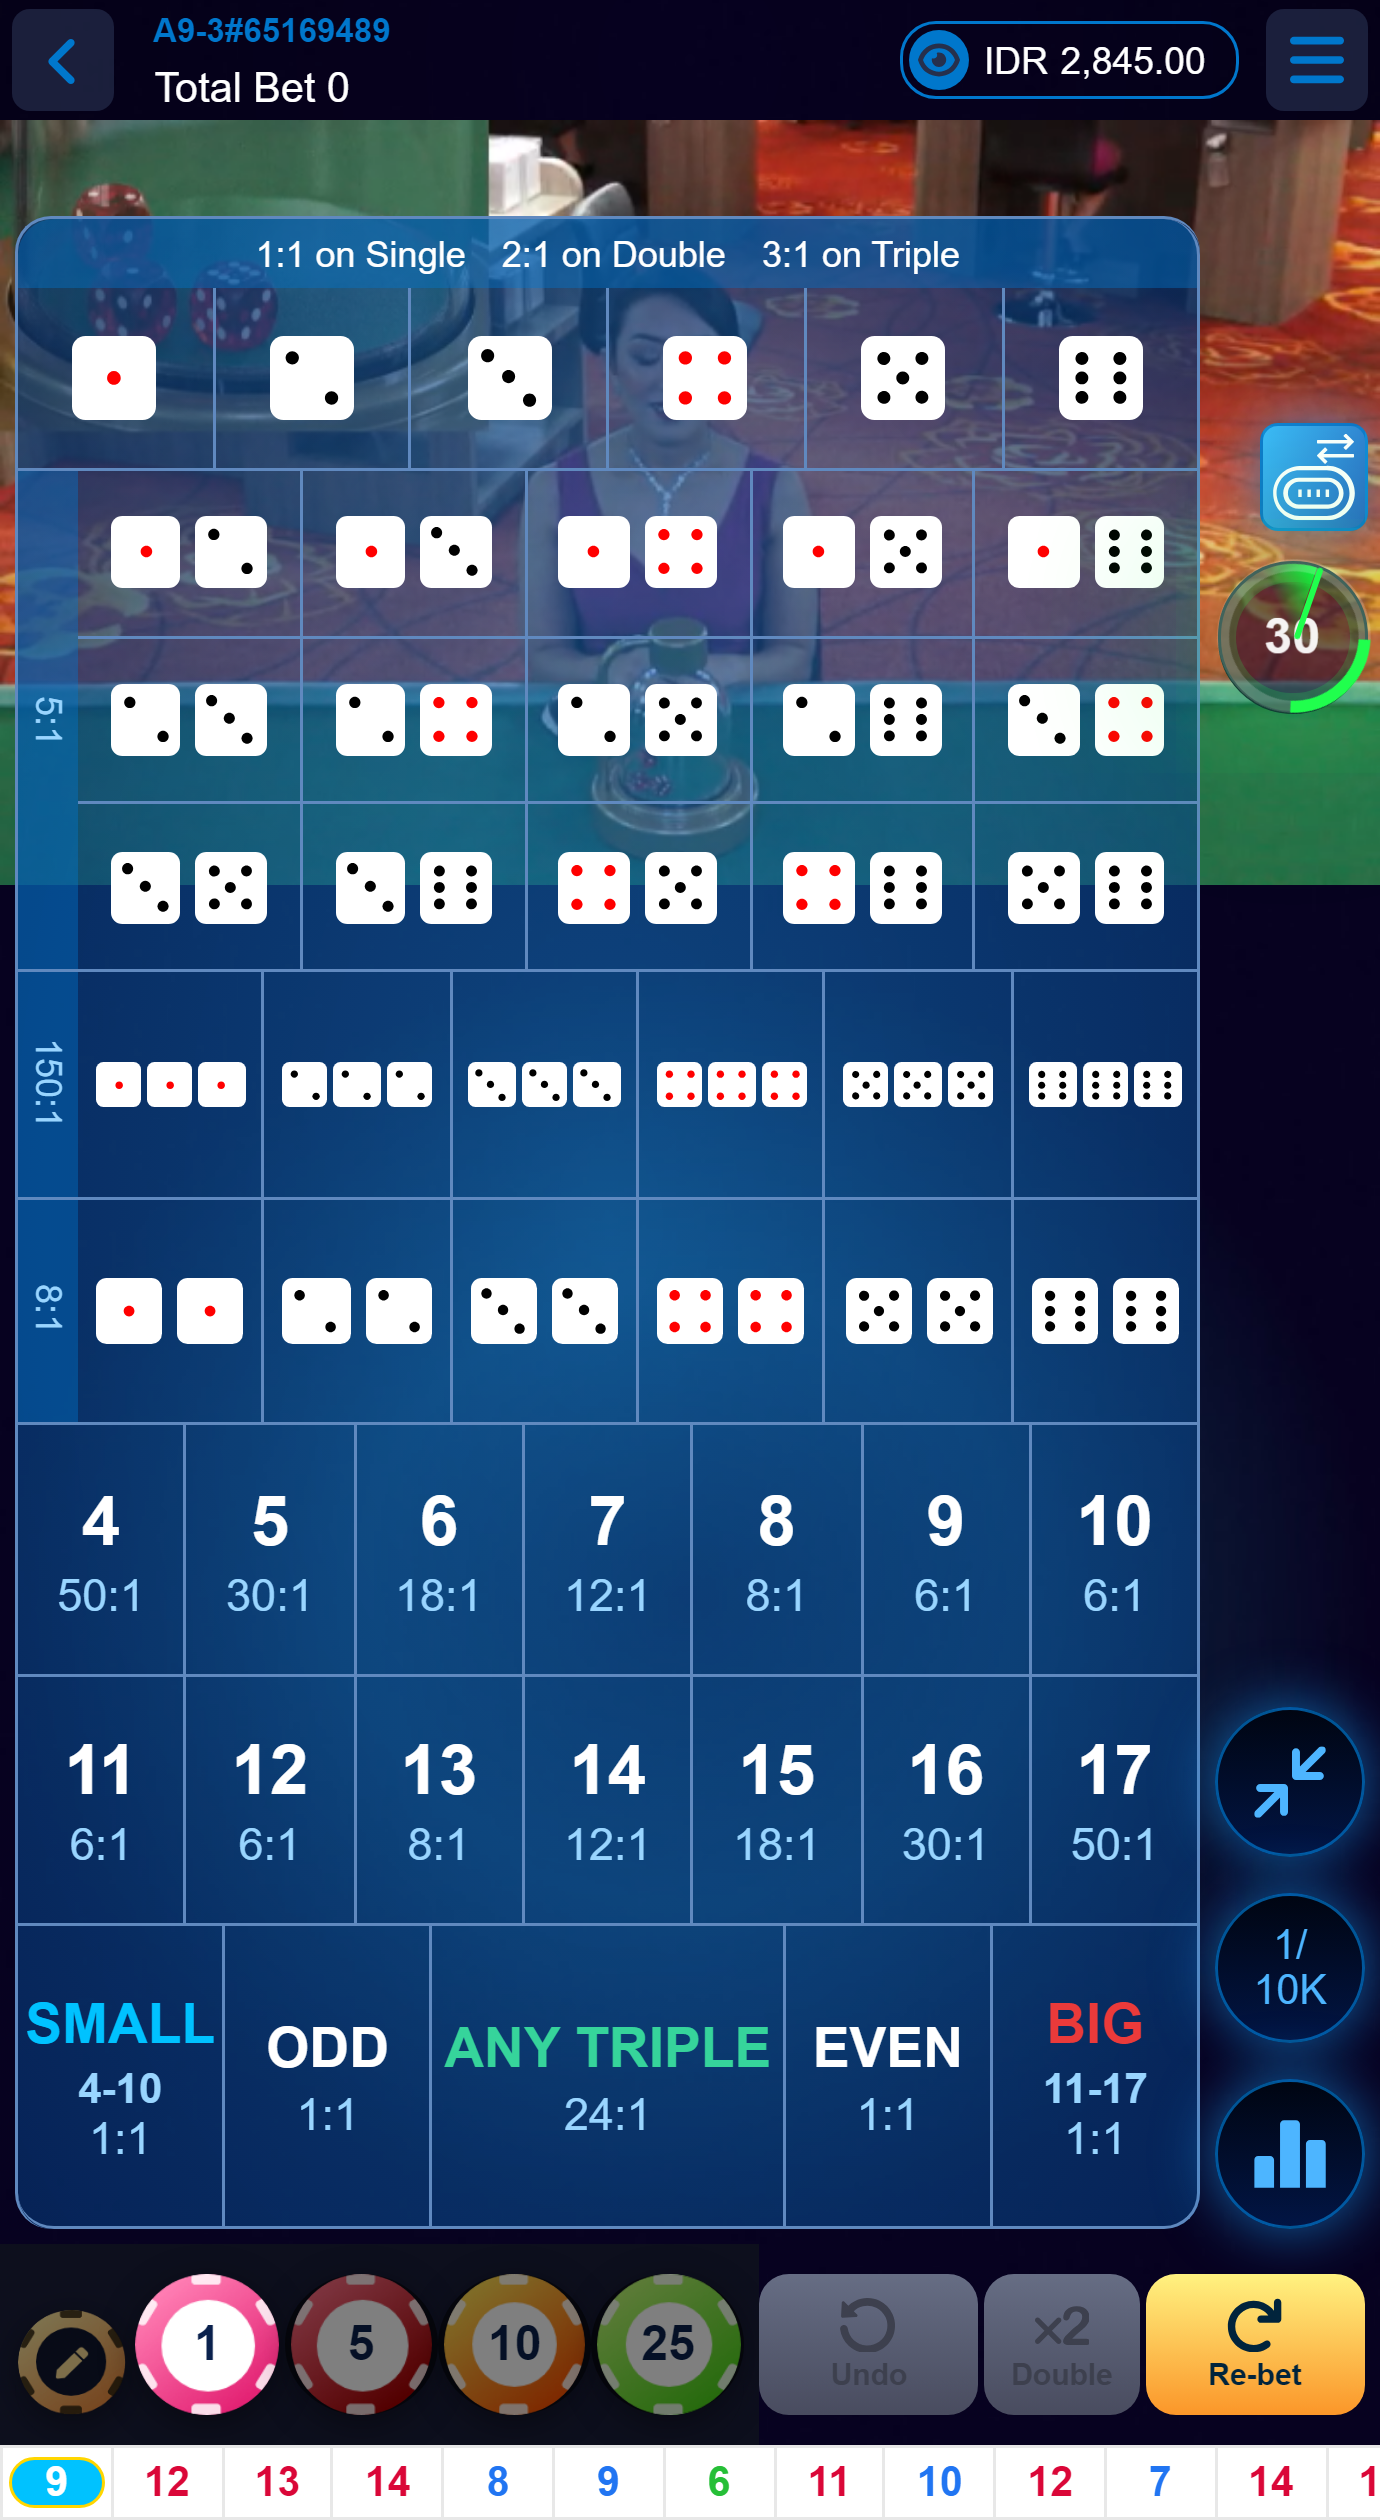 A9-3#65169489
Total Bet 0
IDR 2,845.00
1:1 on Single 2:1 on Double 3:1 on Triple
30
5:1
150:1
8:1
4 5 6 7 8 9 10
50:1 30:1 18:1 12:1 8:1 6:1 6:1
11 12 13 14 15 16 17
6:1 6:1 8:1 12:1 18:1 30:1 50:1
SMALL
4-10
1:1
ODD
1:1
ANY TRIPLE
24:1
EVEN
1:1
BIG
11-17
1:1
1/
10K
1 5 10 25
Undo
x2
Double
Re-bet
9 12 13 14 8 9 6 11 10 12 7 14